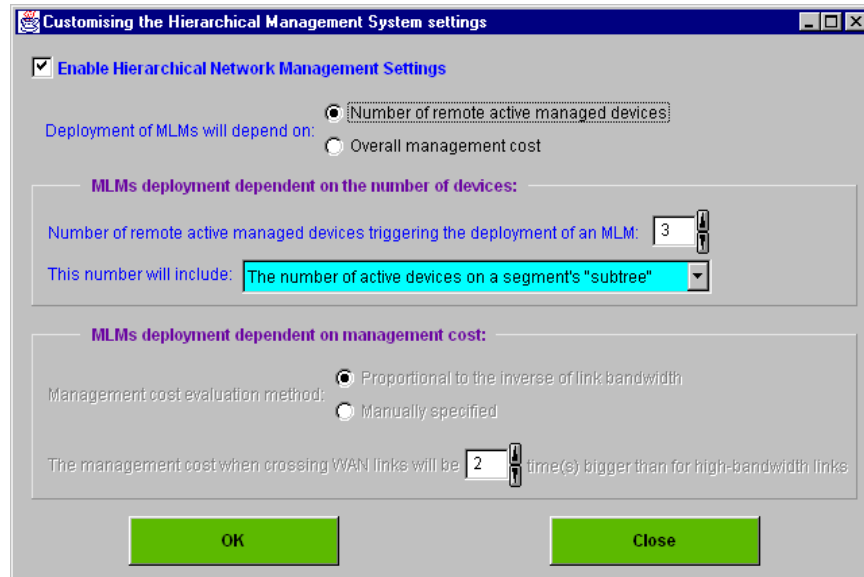 Customising the Hierarchical Management System settings
Enable Hierarchical Network Management Settings
Deployment of MLMs will depend on:
Number of remote active managed devices
Overall management cost
MLMs deployment dependent on the number of devices:
Number of remote active managed devices triggering the deployment of an MLM: 3
This number will include: The number of active devices on a segment's "subtree"
MLMs deployment dependent on management cost:
Management cost evaluation method:
Proportional to the inverse of link bandwidth
Manually specified
The management cost when crossing WAN links will be 2 time(s) bigger than for high-bandwidth links
OK Close